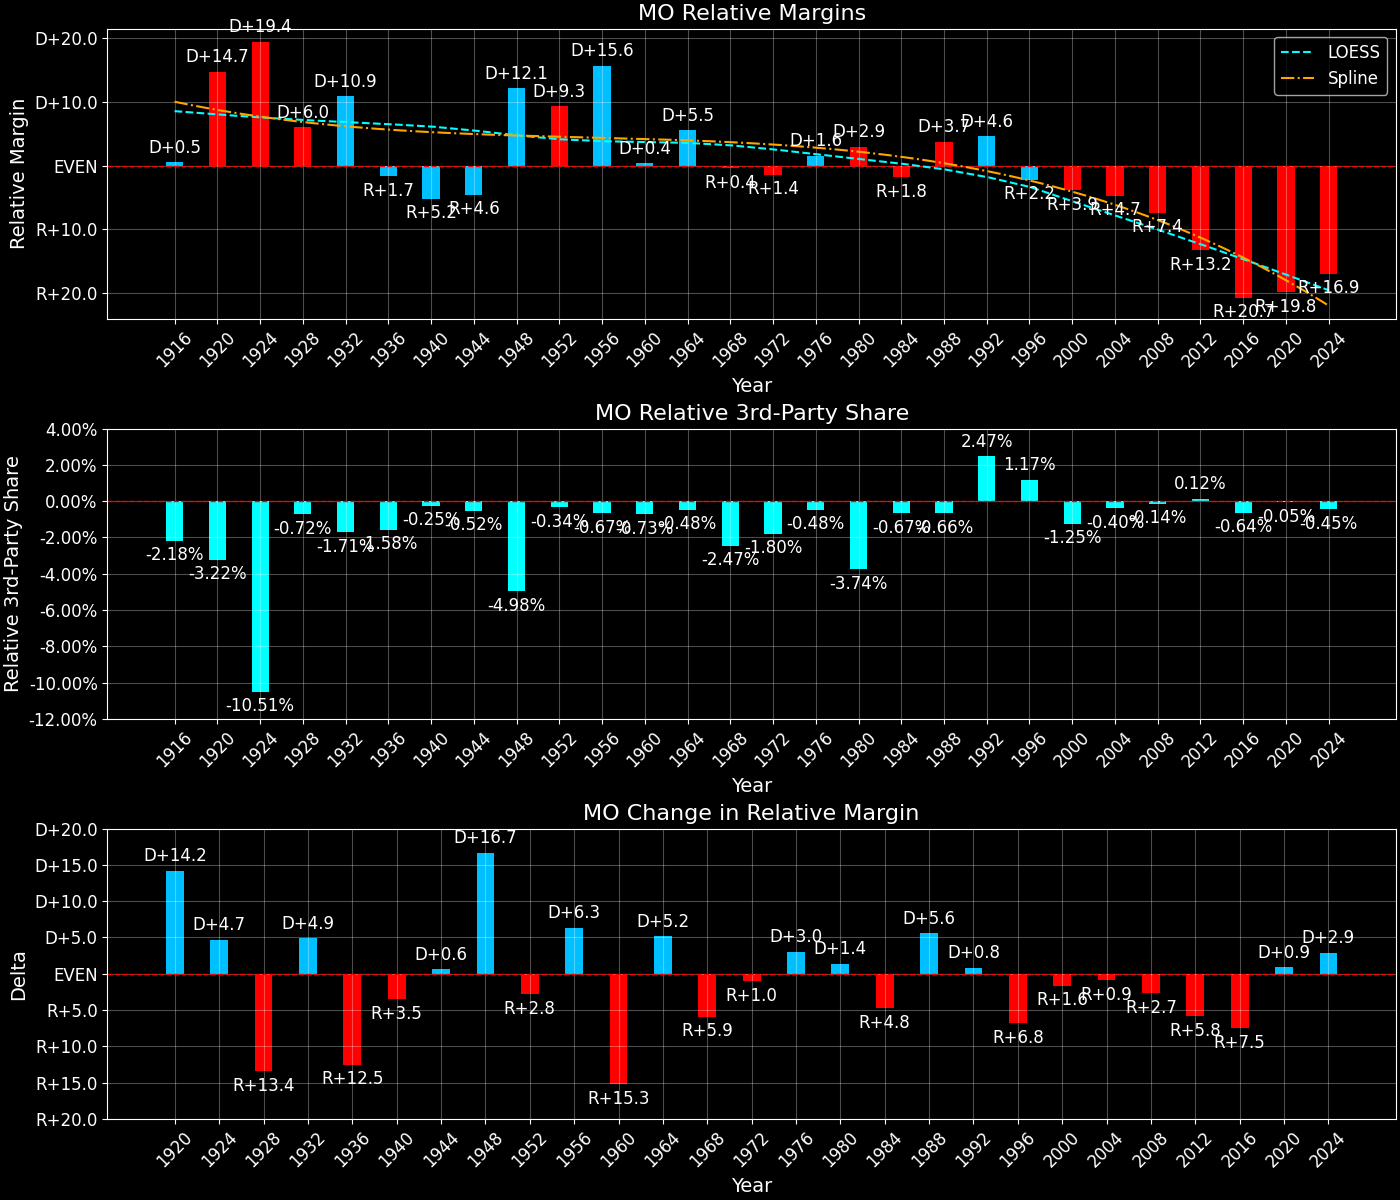 MO Relative Margins
Relative Margin
D+20.0
D+10.0
EVEN
R+10.0
R+20.0
D+0.5
D+14.7
D+19.4
D+6.0
D+10.9
R+1.7
R+5.2
R+4.6
D+12.1
D+9.3
D+15.6
D+0.4
D+5.5
R+0.4
R+1.4
D+1.6
D+2.9
R+1.8
D+3.7
D+4.6
R+2.2
R+3.9
R+4.7
R+7.4
R+13.2
R+20.7
R+19.8
R+16.9
LOESS
Spline
1916 1920 1924 1928 1932 1936 1940 1944 1948 1952 1956 1960 1964 1968 1972 1976 1980 1984 1988 1992 1996 2000 2004 2008 2012 2016 2020 2024
Year
MO Relative 3rd-Party Share
Relative 3rd-Party Share
4.00%
2.00%
0.00%
-2.00%
-4.00%
-6.00%
-8.00%
-10.00%
-12.00%
-2.18%
-3.22%
-10.51%
-0.72%
-1.71%
-1.58%
-0.25%
-0.52%
-4.98%
-0.34%
-0.67%
-0.73%
-0.48%
-2.47%
-1.80%
-0.48%
-3.74%
-0.67%
-0.66%
2.47%
1.17%
-1.25%
-0.40%
-0.14%
0.12%
-0.64%
-0.05%
-0.45%
1916 1920 1924 1928 1932 1936 1940 1944 1948 1952 1956 1960 1964 1968 1972 1976 1980 1984 1988 1992 1996 2000 2004 2008 2012 2016 2020 2024
Year
MO Change in Relative Margin
Delta
D+20.0
D+15.0
D+10.0
D+5.0
EVEN
R+5.0
R+10.0
R+15.0
R+20.0
D+14.2
D+4.7
R+13.4
D+4.9
R+12.5
R+3.5
D+0.6
D+16.7
R+2.8
D+6.3
R+15.3
D+5.2
R+5.9
R+1.0
D+3.0
D+1.4
R+4.8
D+5.6
D+0.8
R+6.8
R+1.6
R+0.9
R+2.7
R+5.8
R+7.5
D+0.9
D+2.9
1920 1924 1928 1932 1936 1940 1944 1948 1952 1956 1960 1964 1968 1972 1976 1980 1984 1988 1992 1996 2000 2004 2008 2012 2016 2020 2024
Year